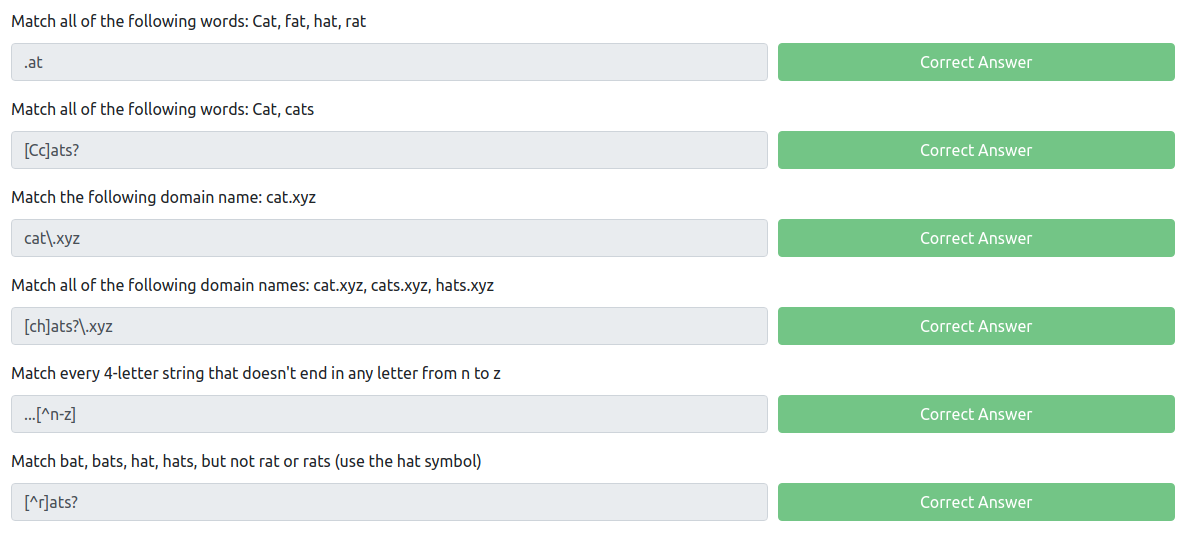 Match all of the following words: Cat, fat, hat, rat
.at
Correct Answer
Match all of the following words: Cat, cats
[Cc]ats?
Correct Answer
Match the following domain name: cat.xyz
cat\.xyz
Correct Answer
Match all of the following domain names: cat.xyz, cats.xyz, hats.xyz
[ch]ats?\.xyz
Correct Answer
Match every 4-letter string that doesn't end in any letter from n to z
...[^n-z]
Correct Answer
Match bat, bats, hat, hats, but not rat or rats (use the hat symbol)
[^r]ats?
Correct Answer